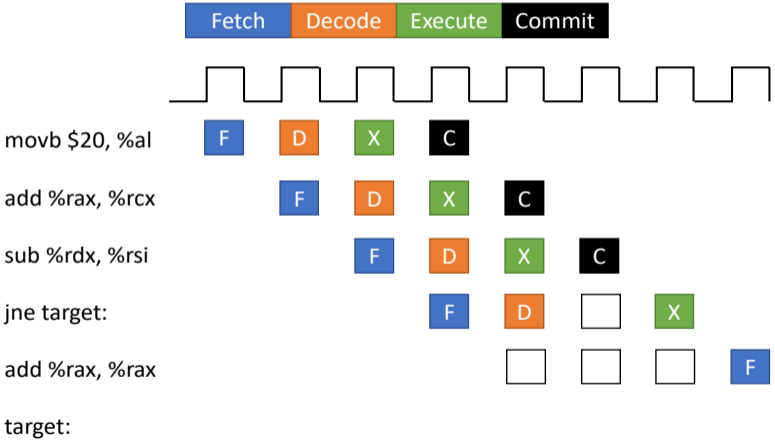 Fetch Decode Execute Commit
movb $20, %al F D X C
add %rax, %rcx F D X C
sub %rdx, %rsi F D X C
jne target: F D X
add %rax, %rax F
target: